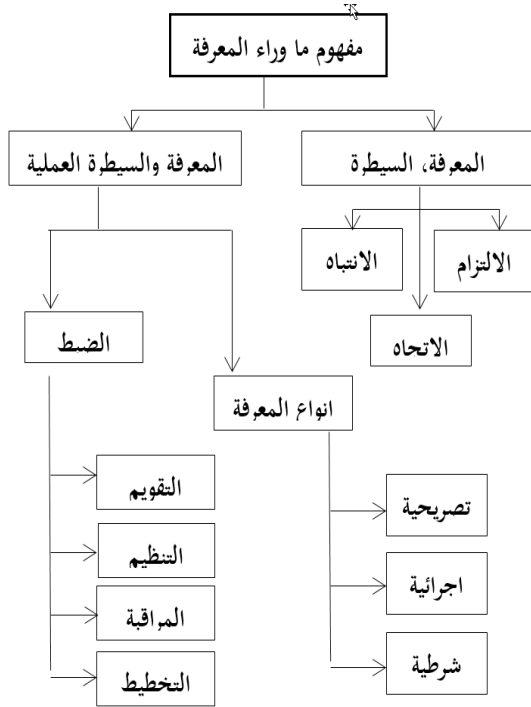 مفهوم ما وراء المعرفة
المعرفة، السيطرة
المعرفة والسيطرة العملية
الالتزام
الانتباه
الاتحاه
الضبط
انواع المعرفة
التقويم
التنظيم
المراقبة
التخطيط
تصريحية
اجرائية
شرطية